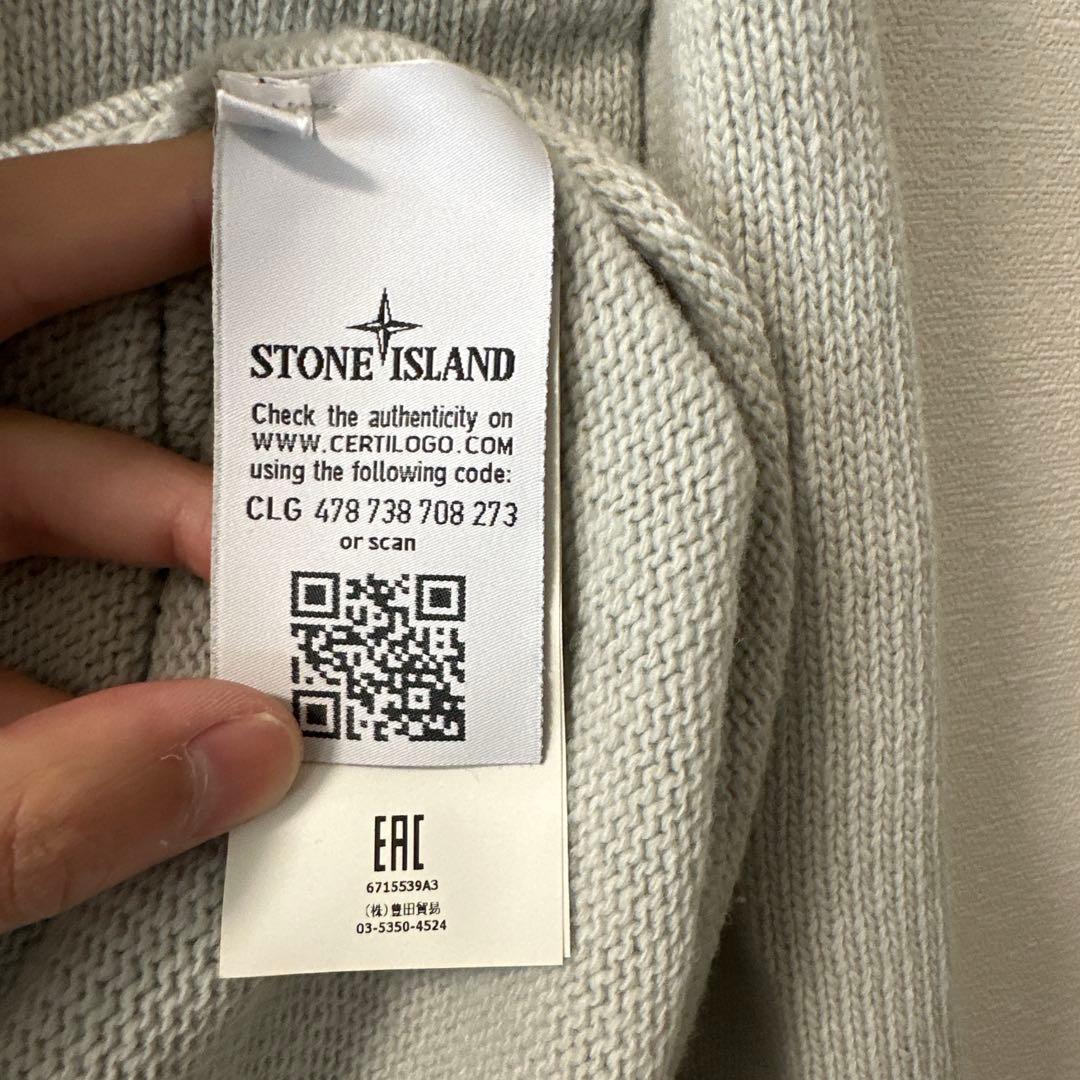 STONE ISLAND
Check the authenticity on
WWW.CERTILOGO.COM
using the following code:
CLG 478 738 708 273
or scan
EAC
6715539A3
(株)豊田貿易
03-5350-4524